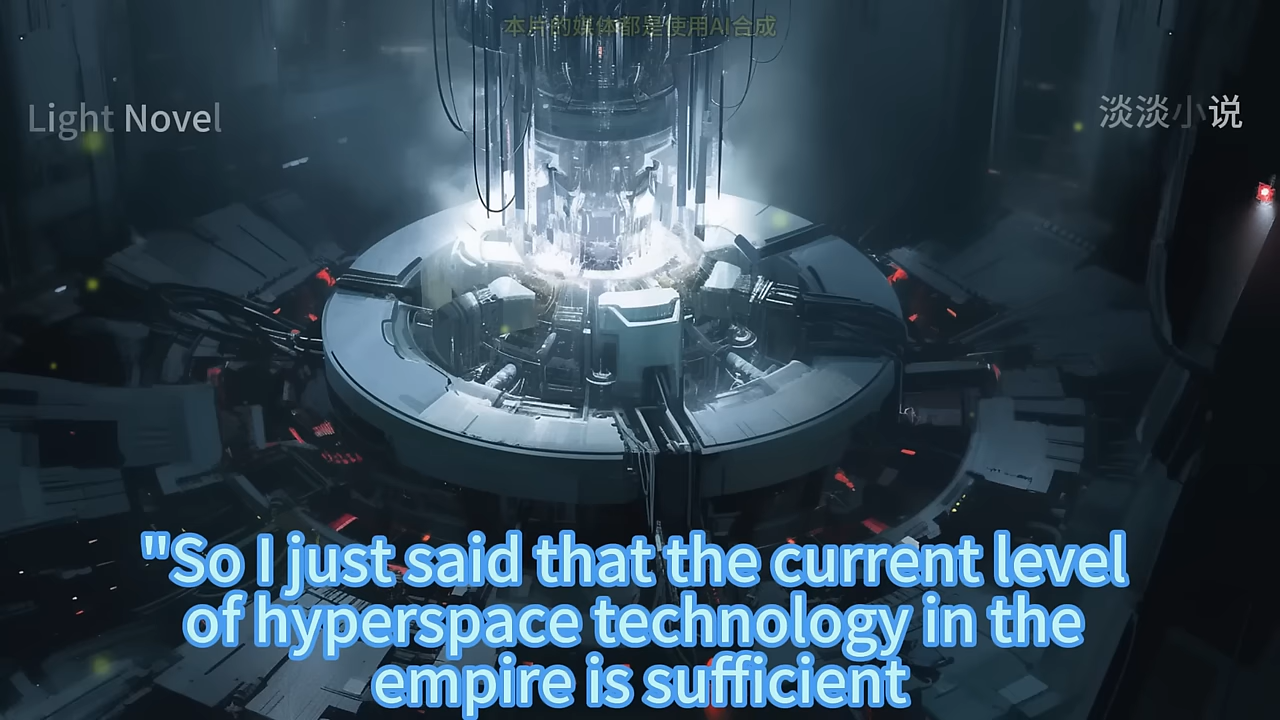 本片的媒体都是使用AI合成
Light Novel
淡淡小说
"So I just said that the current level
of hyperspace technology in the
empire is sufficient